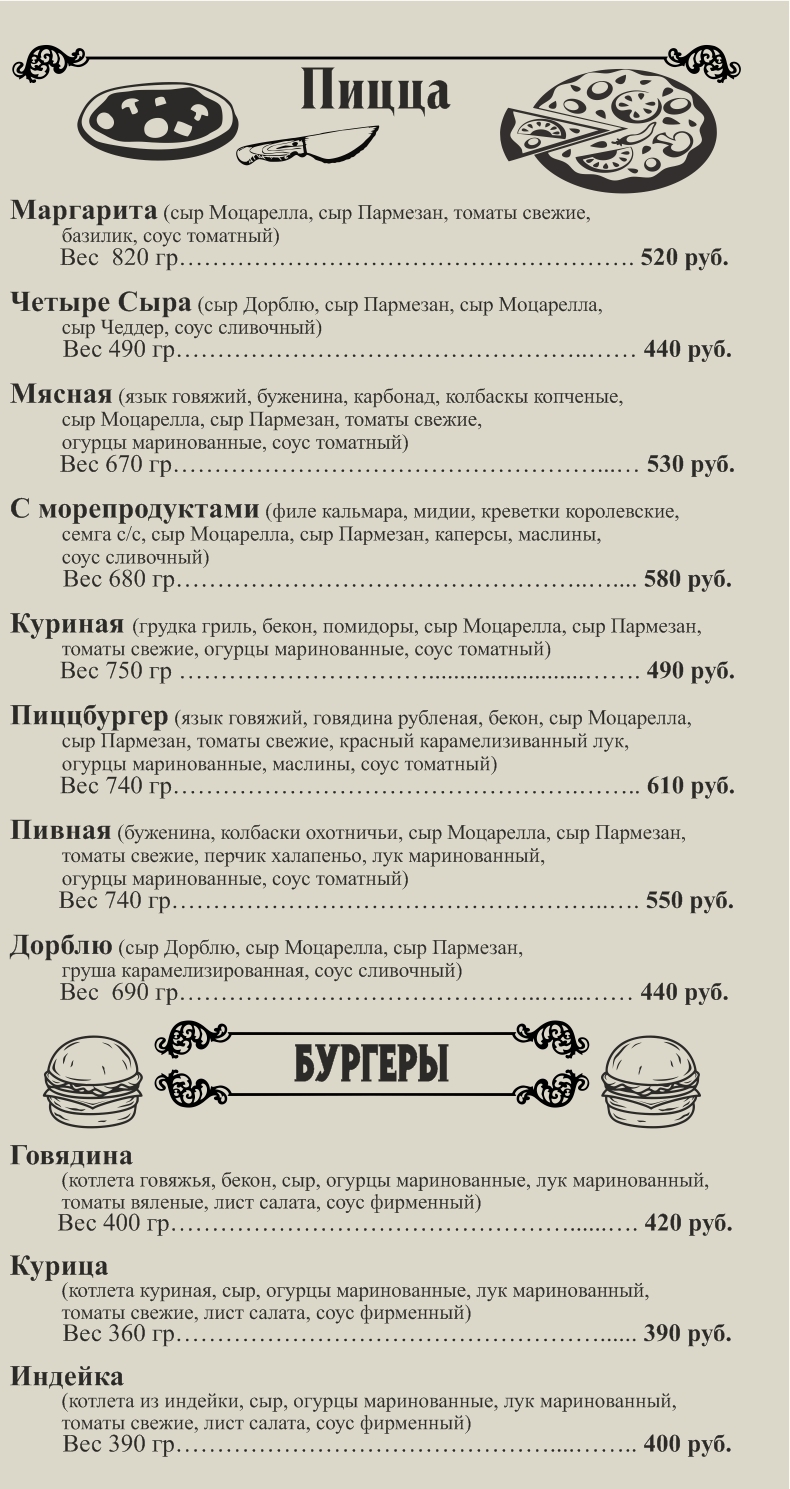 Пицца
Маргарита (сыр Моцарелла, сыр Пармезан, томаты свежие,
базилик, соус томатный)
Вес 820 гр……………………………………………. 520 руб.
Четыре Сыра (сыр Дорблю, сыр Пармезан, сыр Моцарелла,
сыр Чеддер, соус сливочный)
Вес 490 гр…………………………………………..…… 440 руб.
Мясная (язык говяжий, буженина, карбонад, колбаскы копченые,
сыр Моцарелла, сыр Пармезан, томаты свежие,
огурцы маринованные, соус томатный)
Вес 670 гр……………………………………………...… 530 руб.
С морепродуктами (филе кальмара, мидии, креветки королевские,
семга с/с, сыр Моцарелла, сыр Пармезан, каперсы, маслины,
соус сливочный)
Вес 680 гр…………………………………………..…... 580 руб.
Куриная (грудка гриль, бекон, помидоры, сыр Моцарелла, сыр Пармезан,
томаты свежие, огурцы маринованные, соус томатный)
Вес 750 гр ……………………….........................……. 490 руб.
Пиццбургер (язык говяжий, говядина рубленая, бекон, сыр Моцарелла,
сыр Пармезан, томаты свежие, красный карамелизиванный лук,
огурцы маринованные, маслины, соус томатный)
Вес 740 гр………………………………………….…….. 610 руб.
Пивная (буженина, колбаски охотничьи, сыр Моцарелла, сыр Пармезан,
томаты свежие, перчик халапеньо, лук маринованный,
огурцы маринованные, соус томатный)
Вес 740 гр……………………………………………..…. 550 руб.
Дорблю (сыр Дорблю, сыр Моцарелла, сыр Пармезан,
груша карамелизированная, соус сливочный)
Вес 690 гр……………………………………..…...…… 440 руб.
БУРГЕРЫ
Говядина
(котлета говяжья, бекон, сыр, огурцы маринованные, лук маринованный,
томаты вяленые, лист салата, соус фирменный)
Вес 400 гр………………………………………......…. 420 руб.
Курица
(котлета куриная, сыр, огурцы маринованные, лук маринованный,
томаты свежие, лист салата, соус фирменный)
Вес 360 гр……………………………………………...... 390 руб.
Индейка
(котлета из индейки, сыр, огурцы маринованные, лук маринованный,
томаты свежие, лист салата, соус фирменный)
Вес 390 гр………………………………………....…….. 400 руб.